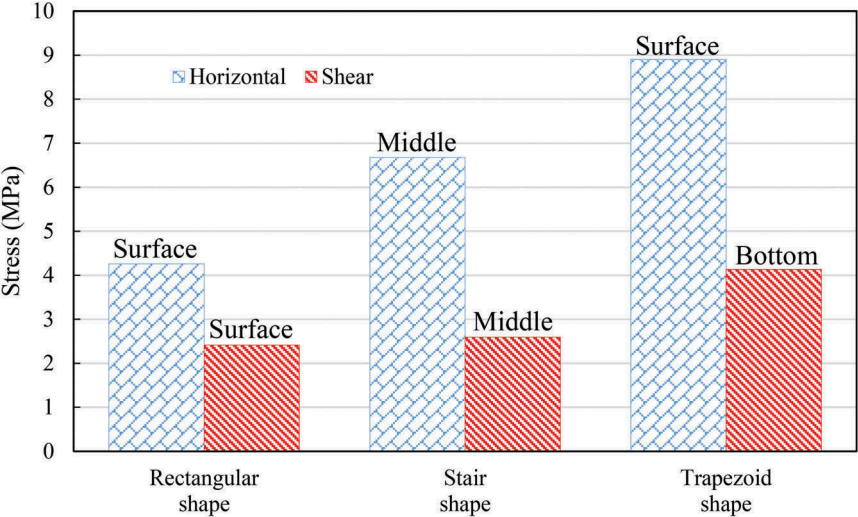 10
9
8
7
6
5
4
3
2
1
0
Stress (MPa)
Horizontal Shear
Surface
Surface
Middle
Middle
Surface
Bottom
Rectangular
shape
Stair
shape
Trapezoid
shape